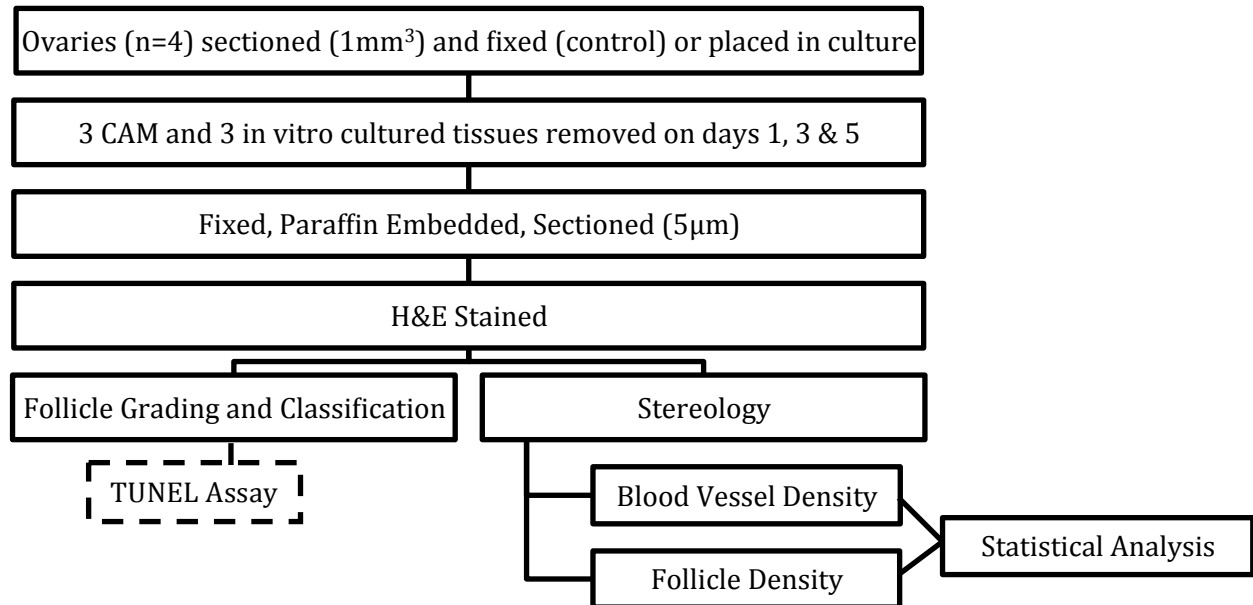 Ovaries (n=4) sectioned (1mm³) and fixed (control) or placed in culture
3 CAM and 3 in vitro cultured tissues removed on days 1, 3 & 5
Fixed, Paraffin Embedded, Sectioned (5µm)
H&E Stained
Follicle Grading and Classification
Stereology
TUNEL Assay
Blood Vessel Density
Statistical Analysis
Follicle Density